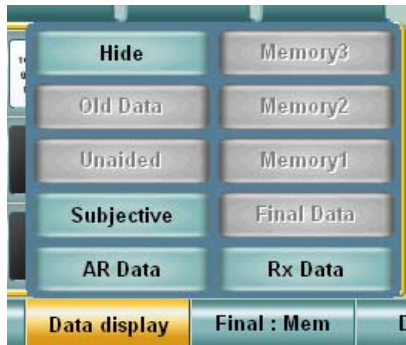 Hide Memory3
Old Data Memory2
Unaided Memory1
Subjective Final Data
AR Data Rx Data
Data display Final : Mem